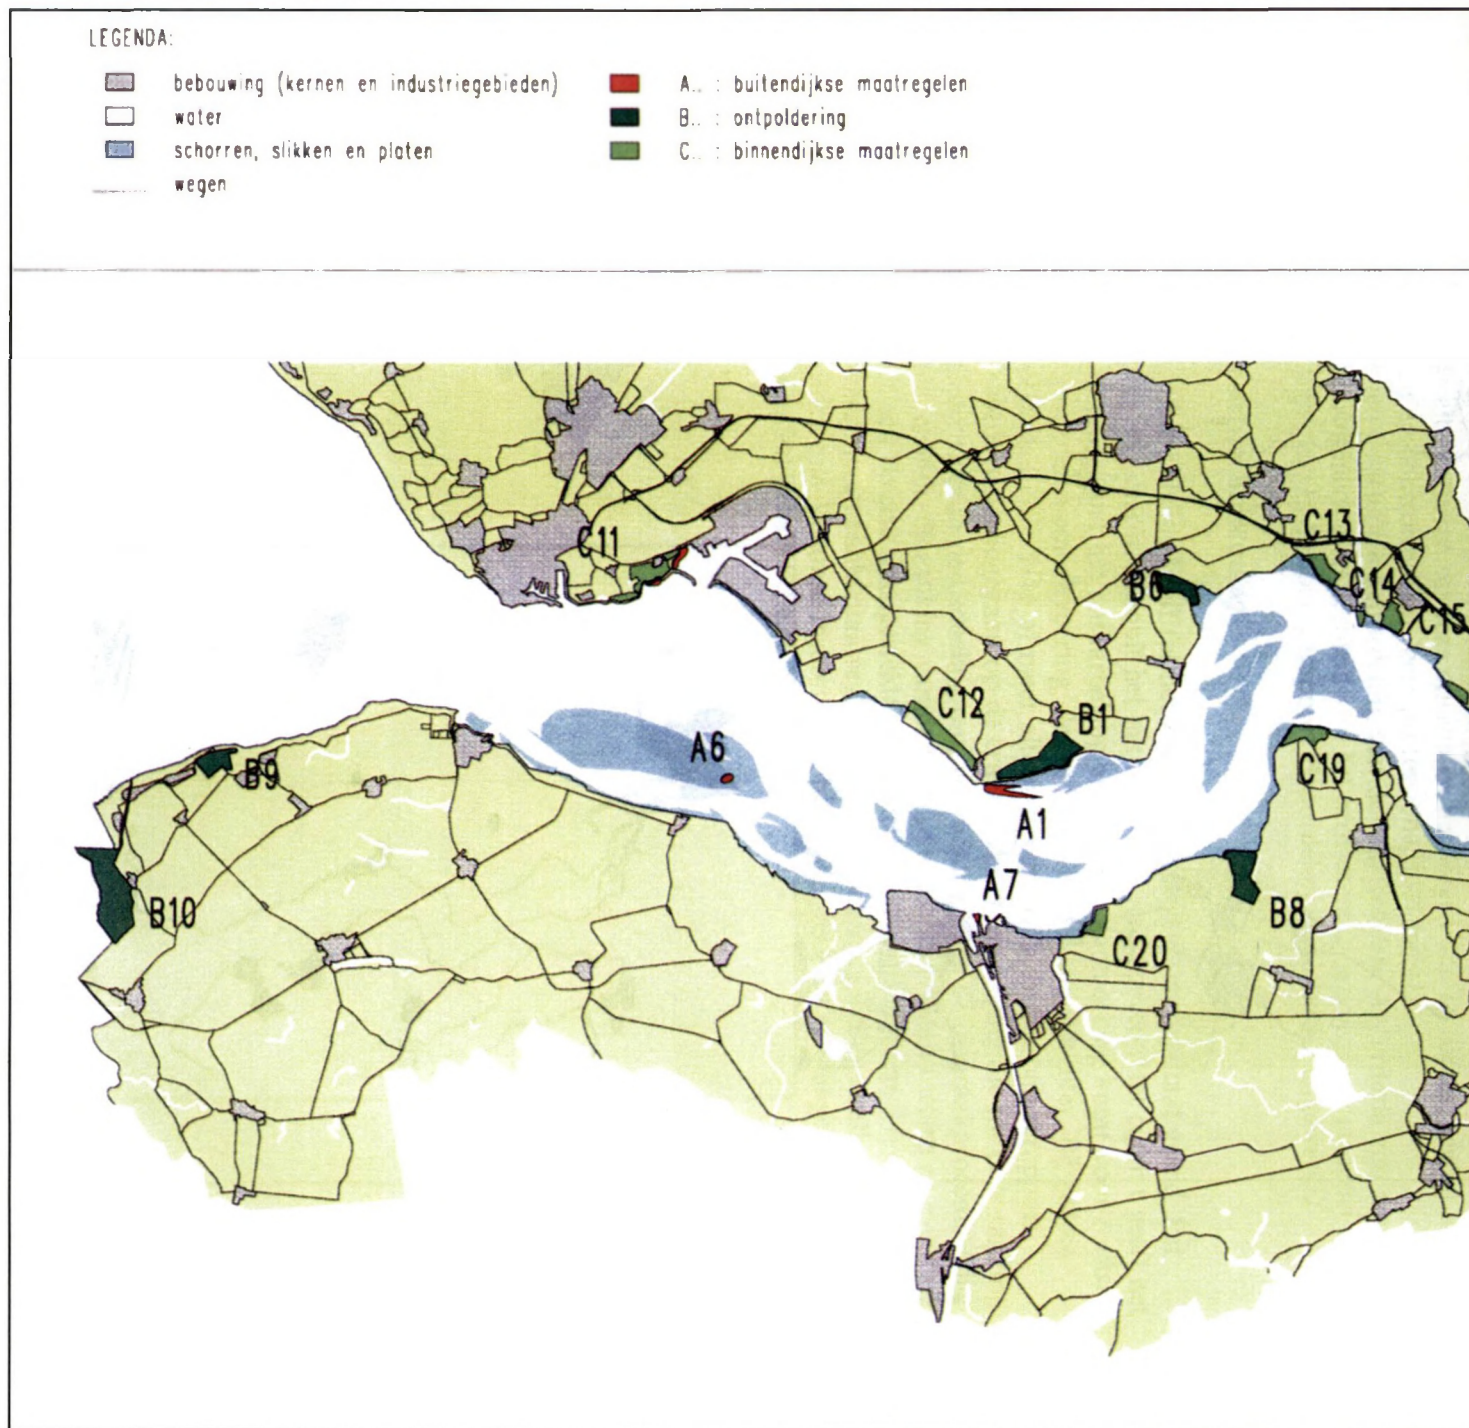 LEGENDA:
bebouwing (kernen en industriegebieden)
water
schorren, slikken en platen
wegen
A.. : buitendijkse maatregelen
B.. : ontpoldering
C.. : binnendijkse maatregelen
C11
C13
C14
C15
B6
C12
B1
A6
B9
C19
A1
A7
B10
B8
C20